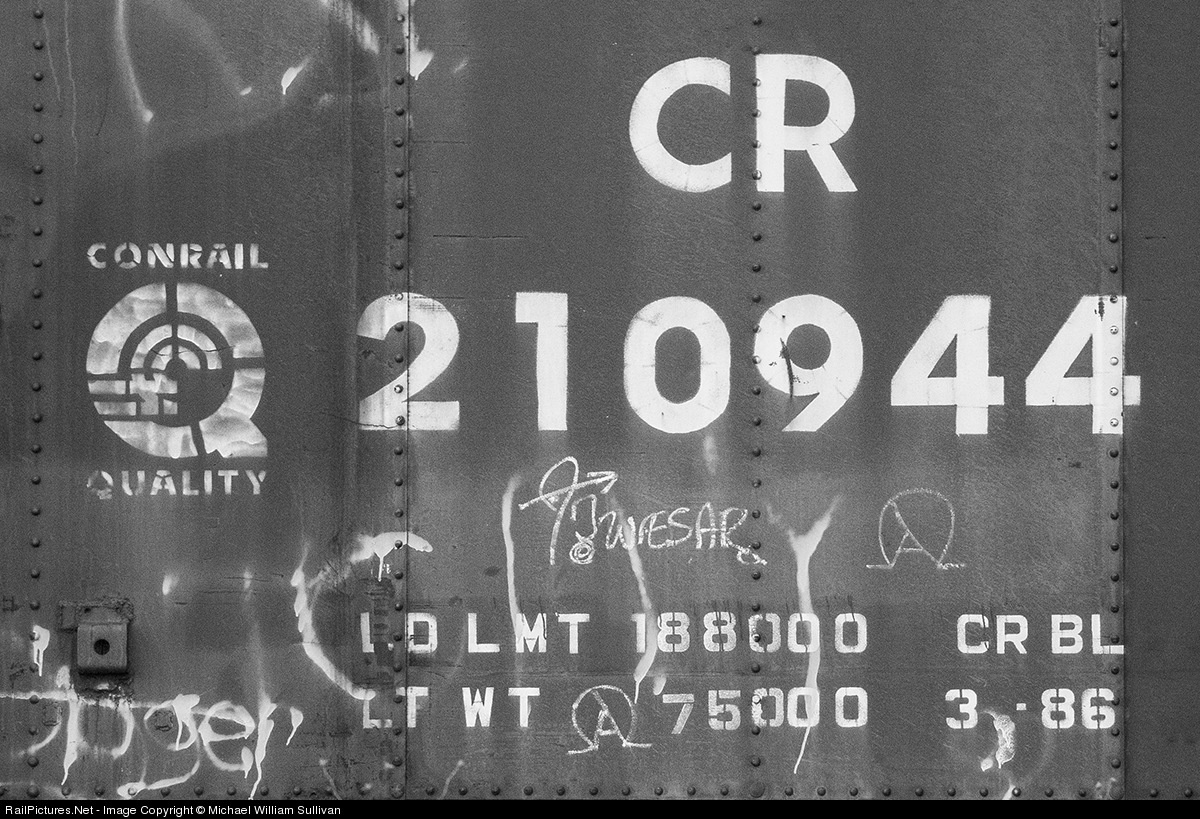 CR
CONRAIL
210944
QUALITY
LD LMT 188000 CR BL
LT WT 75000 3-86
RailPictures.Net - Image Copyright © Michael William Sullivan